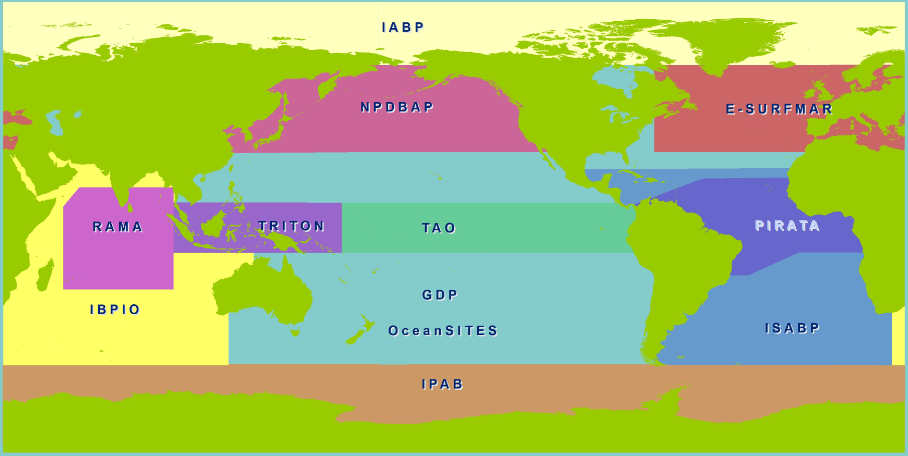 IABP
NPDBAP
E-SURFMAR
RAMA
TRITON
TAO
PIRATA
GDP
IBPIO
OceanSITES
ISABP
IPAB